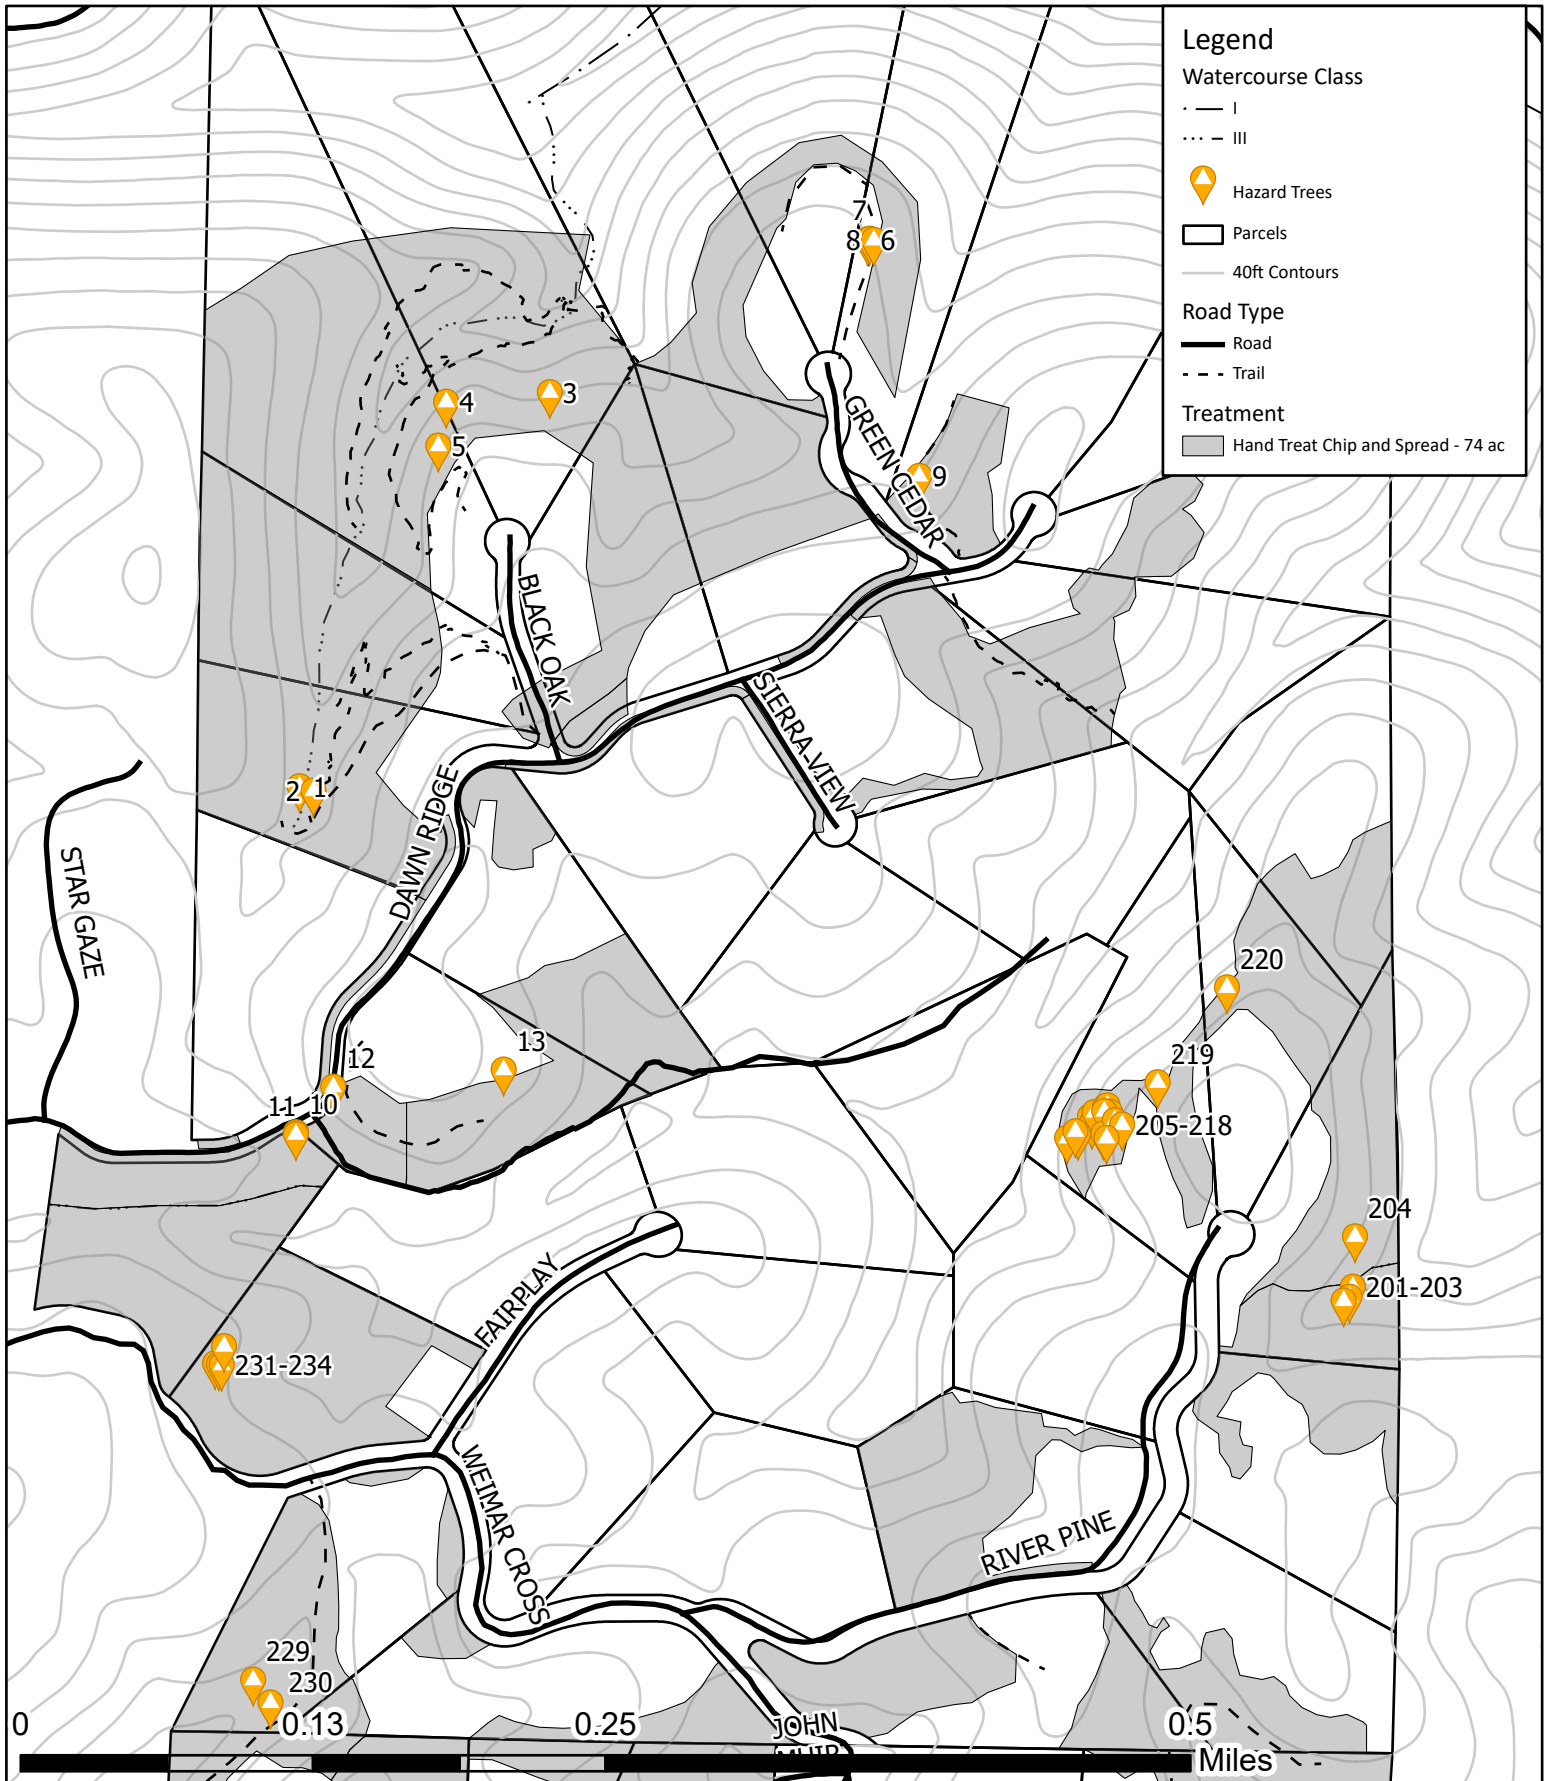 Legend
Watercourse Class
I
III
Hazard Trees
Parcels
40ft Contours
Road Type
Road
Trail
Treatment
Hand Treat Chip and Spread - 74 ac
7
8
6
4
3
5
9
GREEN CEDAR
BLACK OAK
SIERRA VIEW
2
1
DAWN RIDGE
STAR GAZE
220
13
12
219
11
10
205-218
204
201-203
FAIRPLAY
231-234
WEIMAR CROSS
RIVER PINE
229
230
0
0.13
0.25
0.5
Miles
JOHN
MUIR